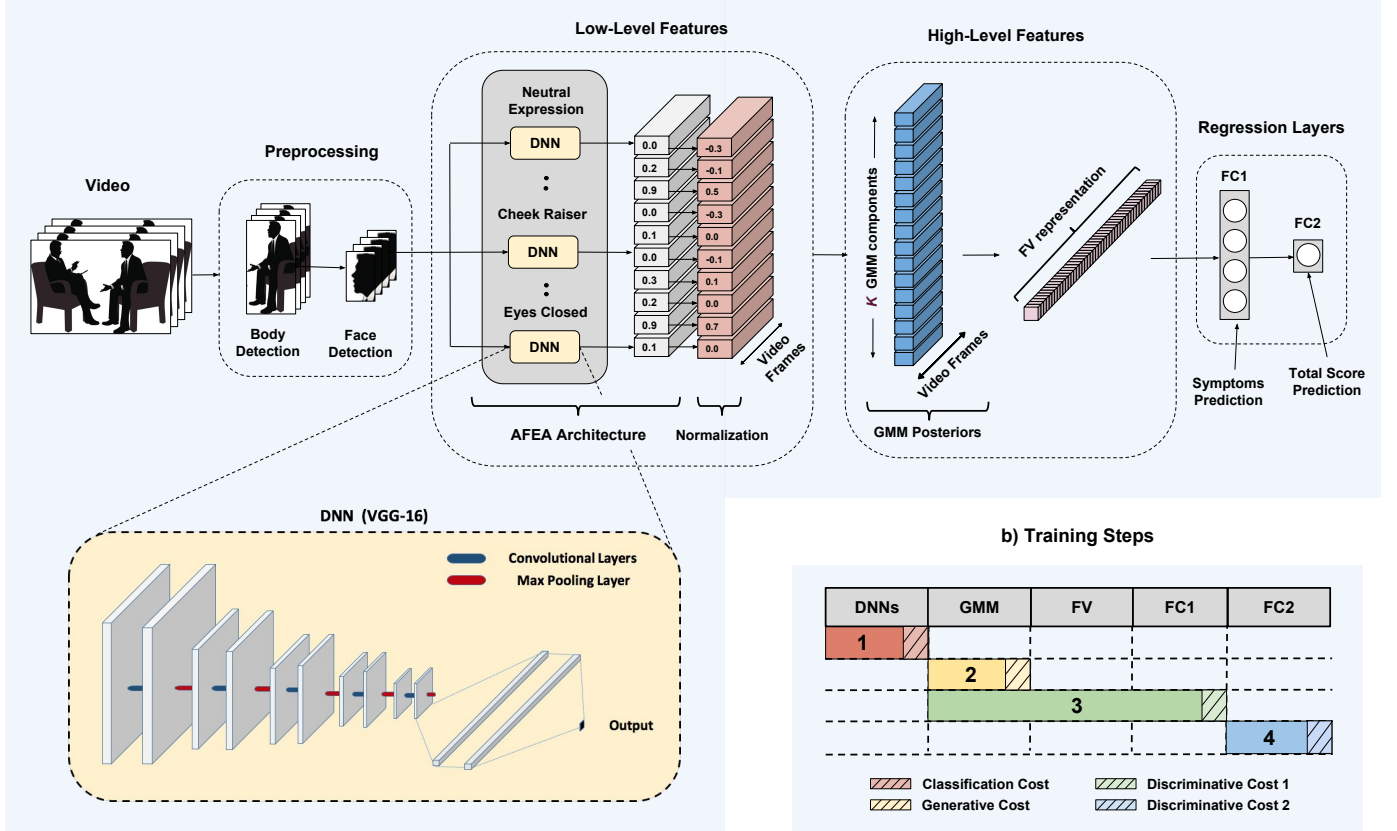 Low-Level Features
High-Level Features
Regression Layers
Preprocessing
Video
Body
Detection
Face
Detection
Neutral
Expression
DNN
Cheek Raiser
DNN
Eyes Closed
DNN
0.0
0.2
0.9
0.0
0.1
0.0
0.3
0.2
0.9
0.1
-0.3
-0.1
0.5
-0.3
0.0
-0.1
0.1
0.0
0.7
0.0
Video
Frames
AFEA Architecture
Normalization
K GMM components
Video Frames
GMM Posteriors
FV representation
FC1
FC2
Symptoms
Prediction
Total Score
Prediction
DNN (VGG-16)
Convolutional Layers
Max Pooling Layer
Output
b) Training Steps
DNNs GMM FV FC1 FC2
1
2
3
4
Classification Cost
Generative Cost
Discriminative Cost 1
Discriminative Cost 2